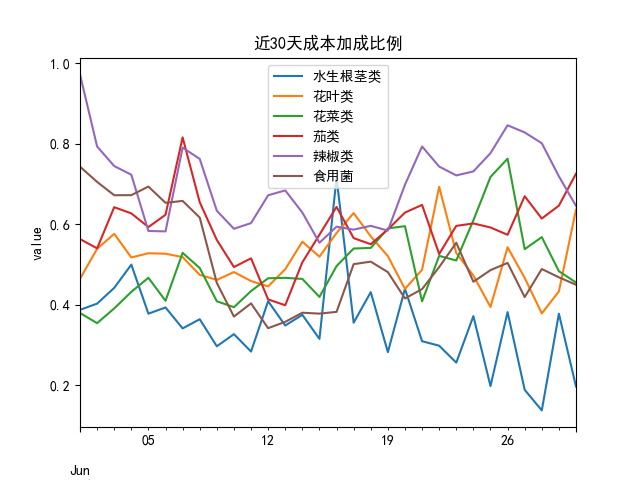 近30天成本加成比例
水生根茎类
花叶类
花菜类
茄类
辣椒类
食用菌
1.0
0.8
0.6
0.4
0.2
value
05
12
19
26
Jun